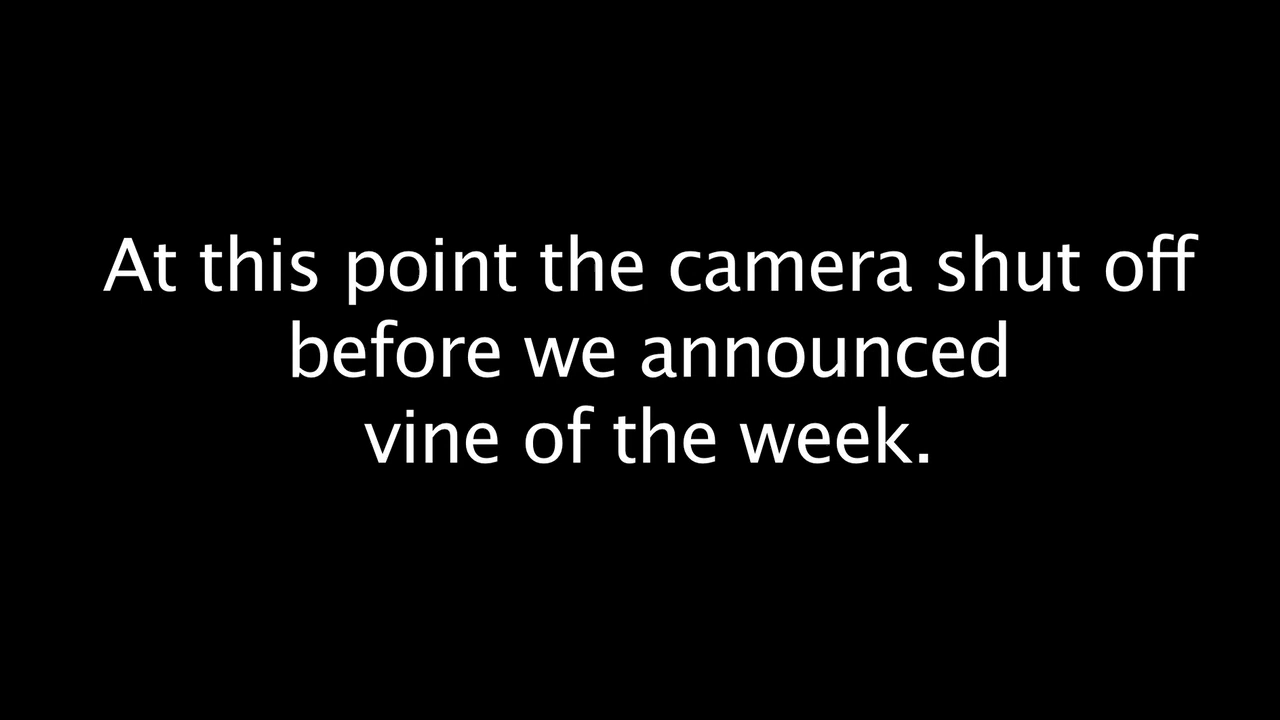 At this point the camera shut off
before we announced
vine of the week.